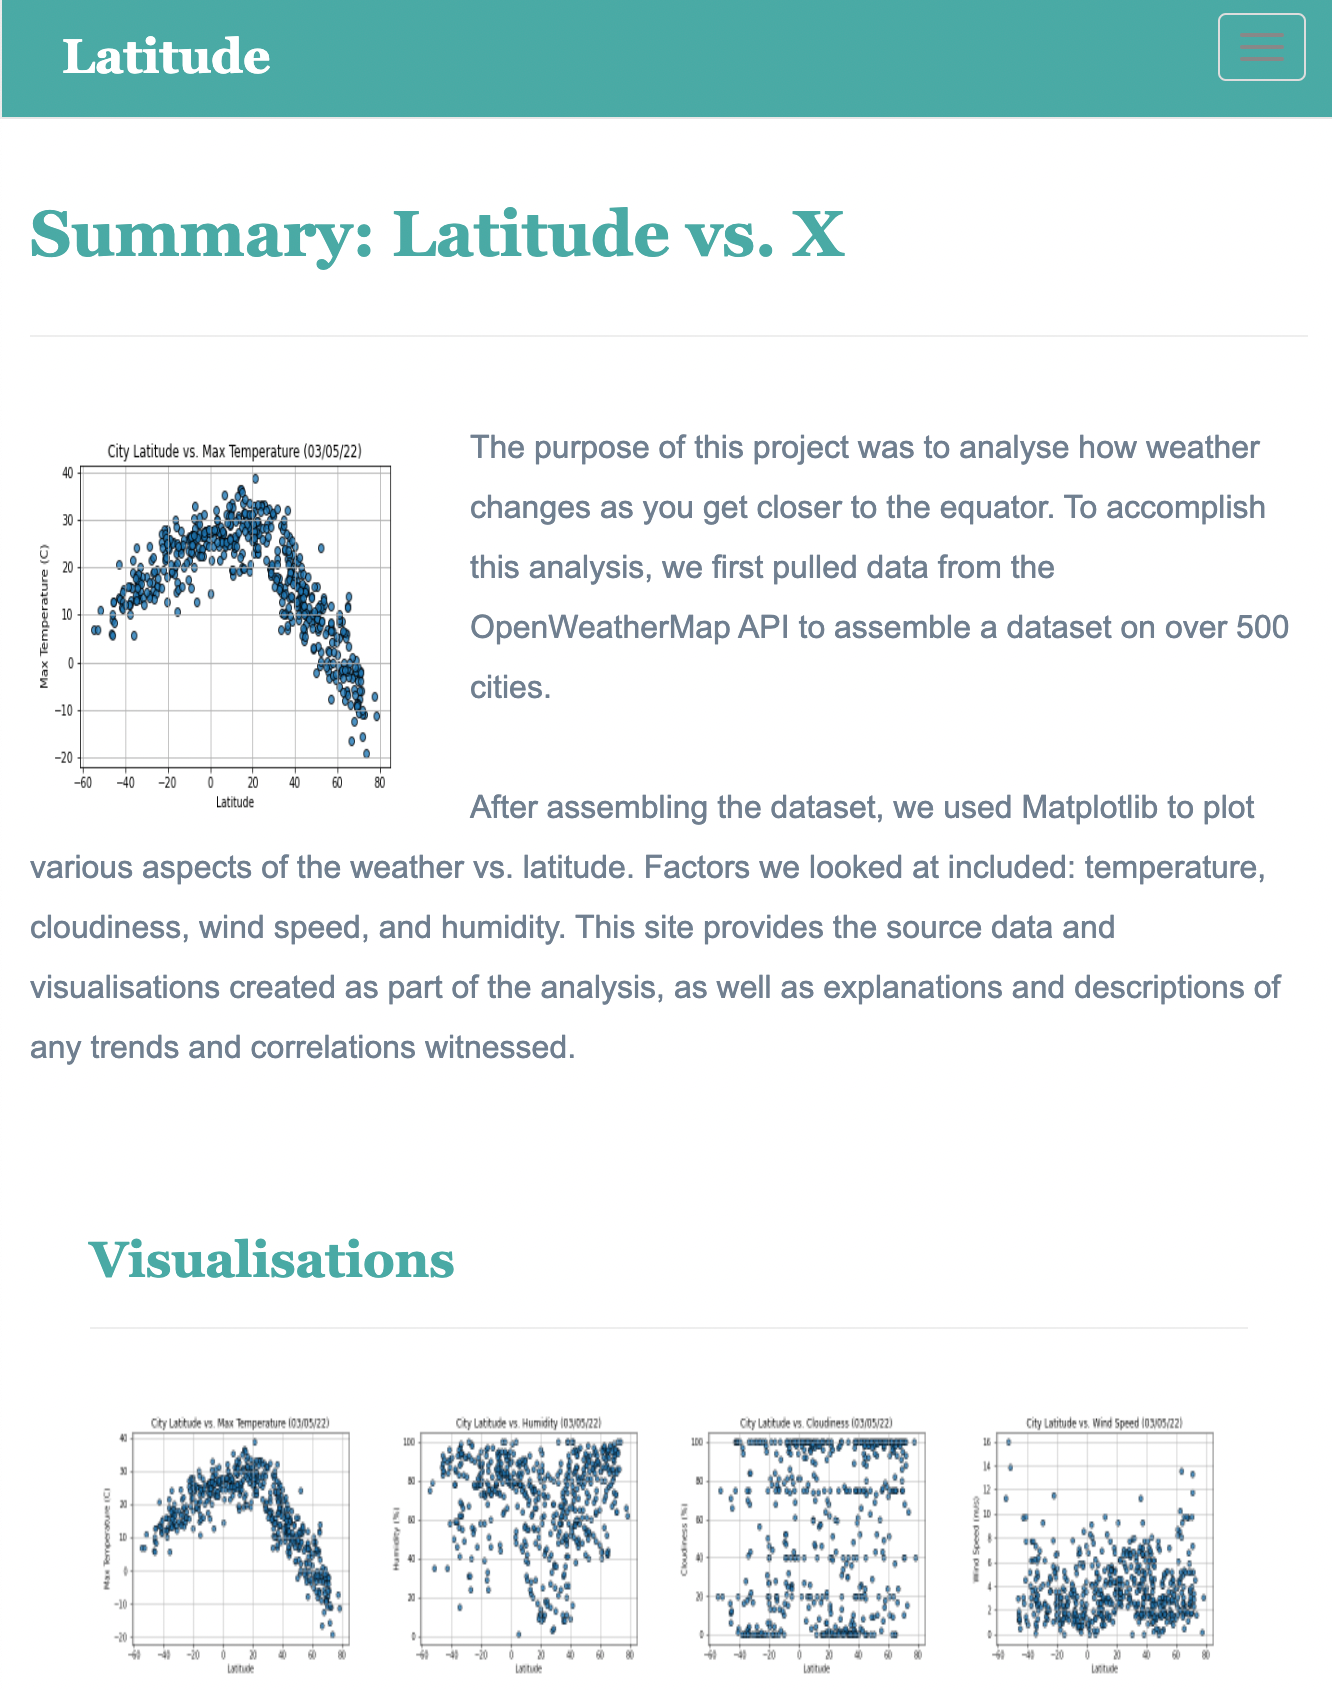 Latitude
Summary: Latitude vs. X
City Latitude vs. Max Temperature (03/05/22)
40
30
20
10
0
−10
−20
Max Temperature (C)
−60 −40 −20 0 20 40 60 80
Latitude
The purpose of this project was to analyse how weather
changes as you get closer to the equator. To accomplish
this analysis, we first pulled data from the
OpenWeatherMap API to assemble a dataset on over 500
cities.
After assembling the dataset, we used Matplotlib to plot
various aspects of the weather vs. latitude. Factors we looked at included: temperature,
cloudiness, wind speed, and humidity. This site provides the source data and
visualisations created as part of the analysis, as well as explanations and descriptions of
any trends and correlations witnessed.
Visualisations
City Latitude vs. Max Temperature (03/05/22)
40
30
20
10
0
−10
−20
Max Temperature (C)
−60 −40 −20 0 20 40 60 80
Latitude
City Latitude vs. Humidity (03/05/22)
100
80
60
40
20
0
Humidity (%)
−60 −40 −20 0 20 40 60 80
Latitude
City Latitude vs. Cloudiness (03/05/22)
100
80
60
40
20
0
Cloudiness (%)
−60 −40 −20 0 20 40 60 80
Latitude
City Latitude vs. Wind Speed (03/05/22)
16
14
12
10
8
6
4
2
0
Wind Speed (m/s)
−60 −40 −20 0 20 40 60 80
Latitude